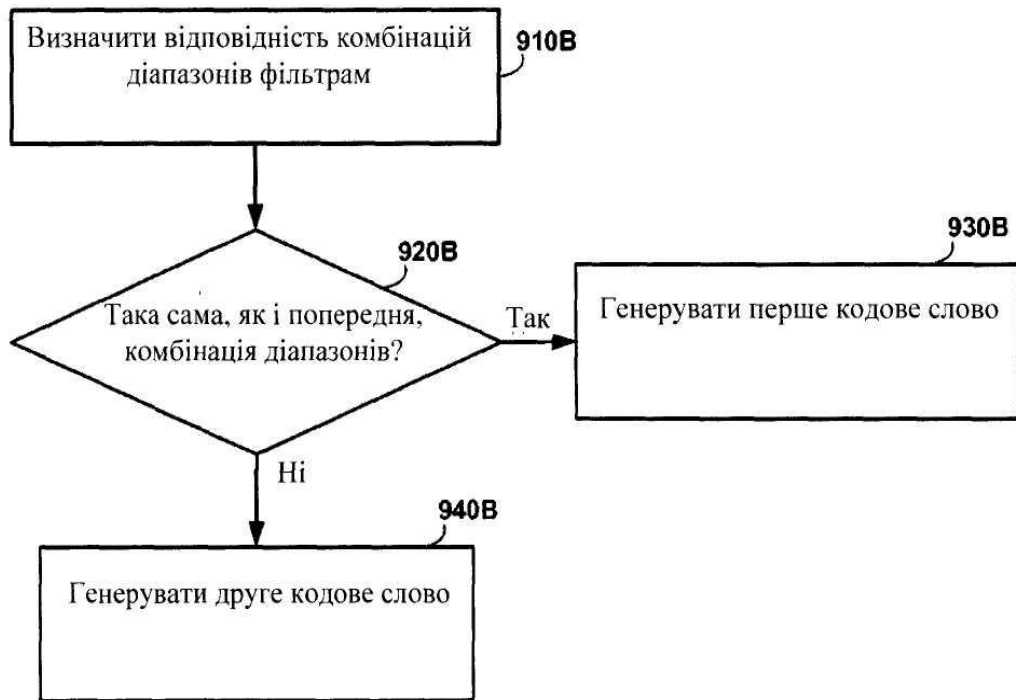 Визначити відповідність комбінацій
діапазонів фільтрам
910B
920B
Така сама, як і попередня,
комбінація діапазонів?
Так
930B
Генерувати перше кодове слово
Ні
940B
Генерувати друге кодове слово